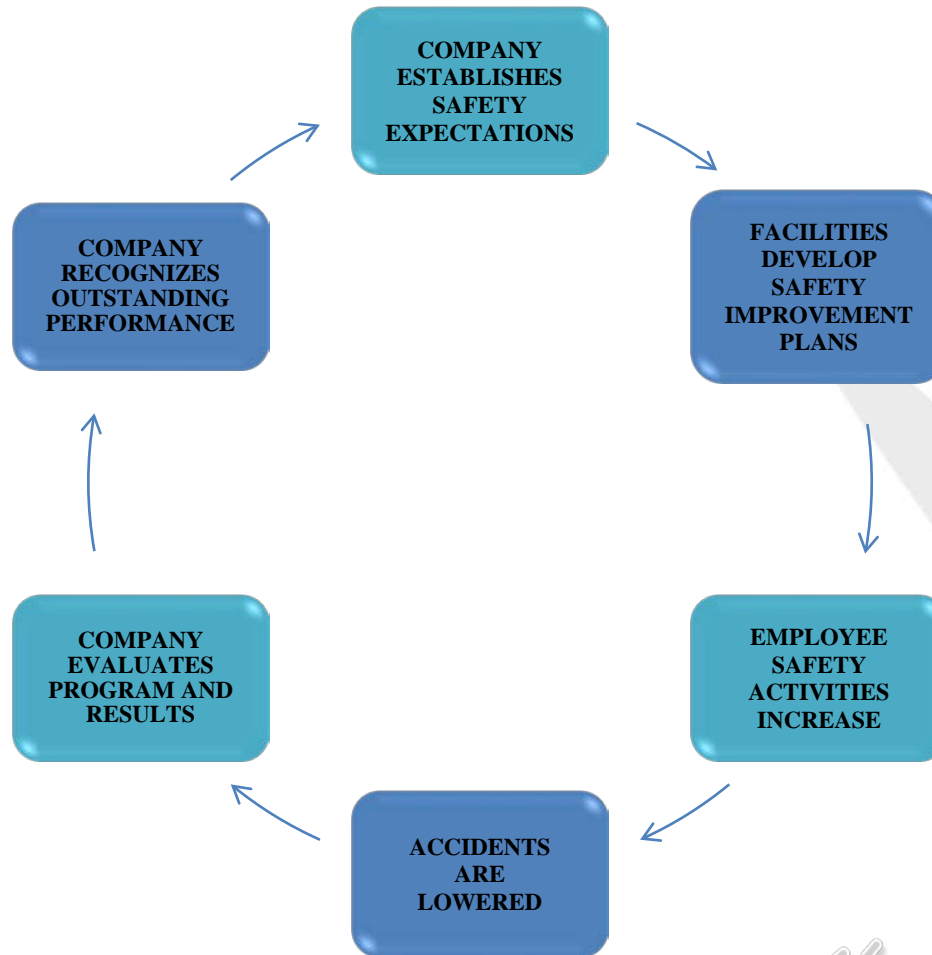 COMPANY
ESTABLISHES
SAFETY
EXPECTATIONS
FACILITIES
DEVELOP
SAFETY
IMPROVEMENT
PLANS
EMPLOYEE
SAFETY
ACTIVITIES
INCREASE
ACCIDENTS
ARE
LOWERED
COMPANY
EVALUATES
PROGRAM AND
RESULTS
COMPANY
RECOGNIZES
OUTSTANDING
PERFORMANCE